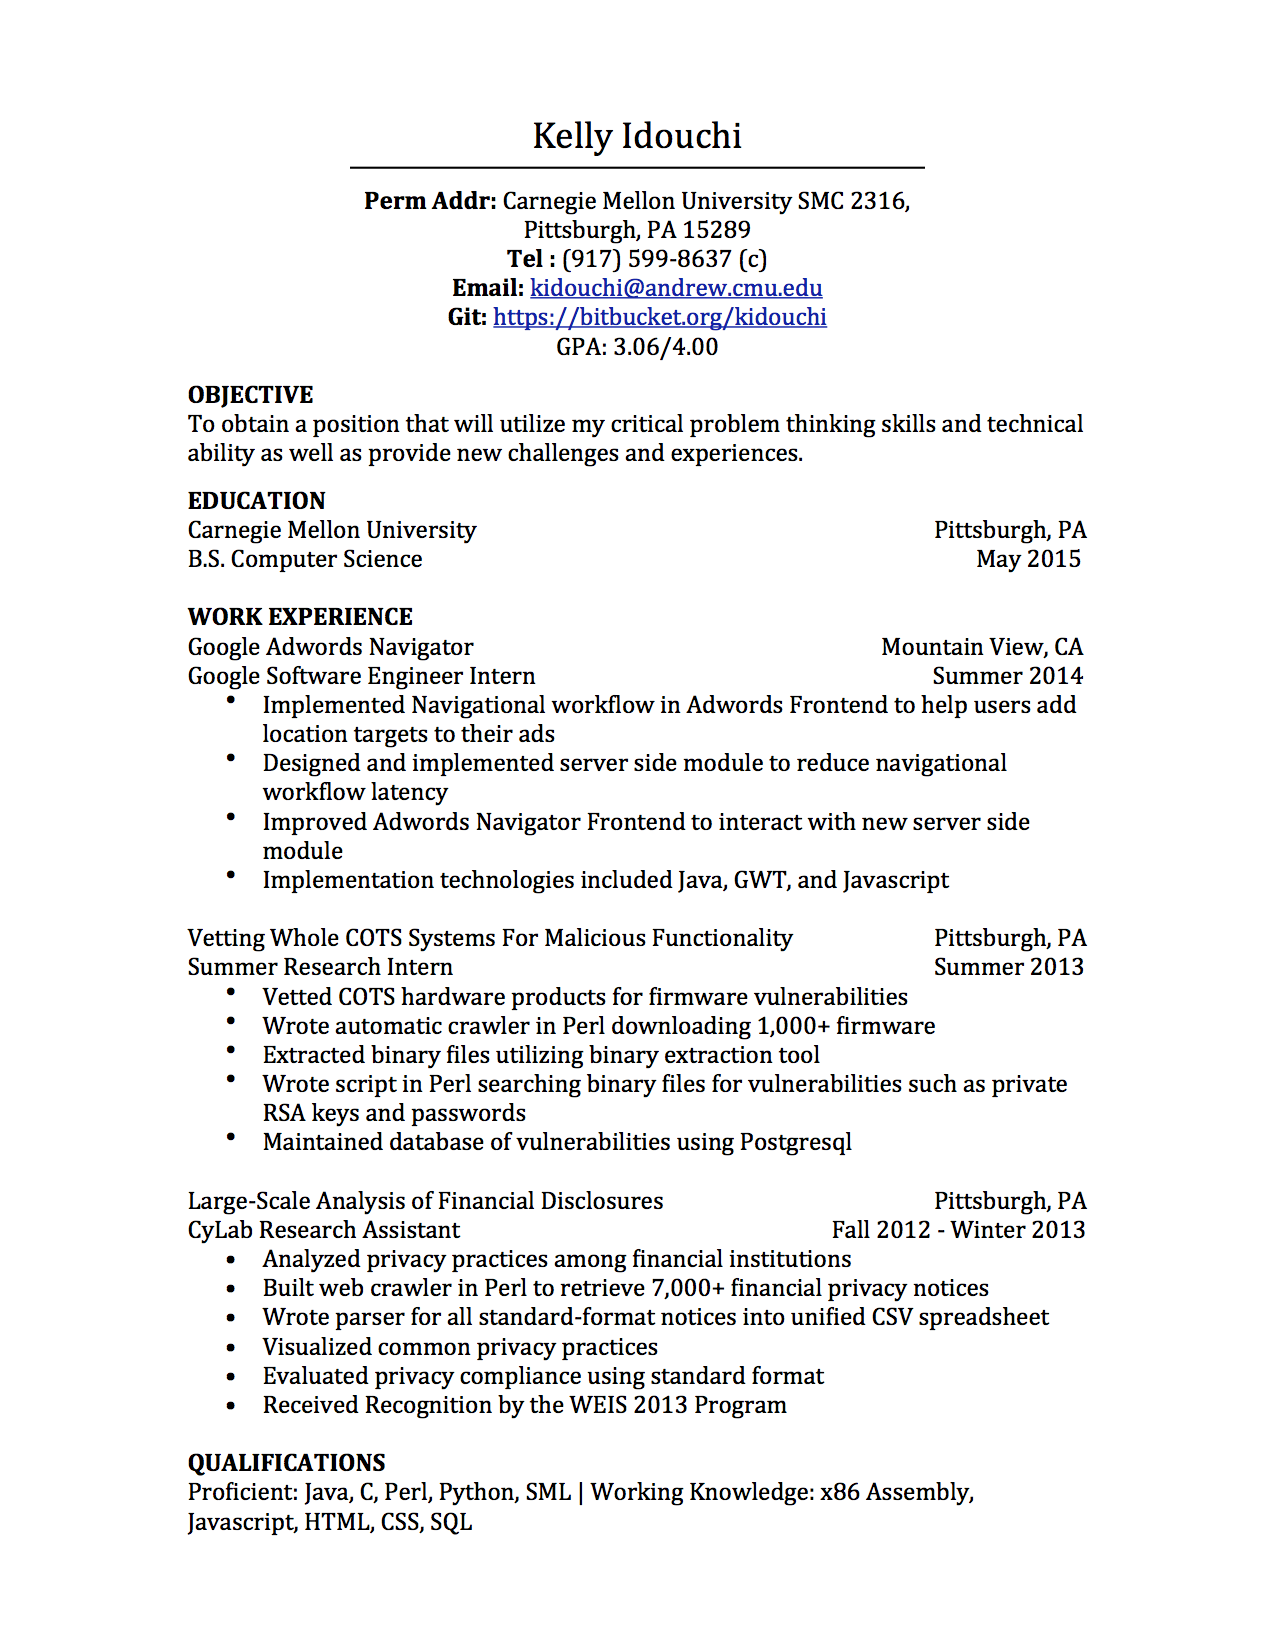 Kelly Idouchi
Perm Addr: Carnegie Mellon University SMC 2316,
Pittsburgh, PA 15289
Tel : (917) 599-8637 (c)
Email: kidouchi@andrew.cmu.edu
Git: https://bitbucket.org/kidouchi
GPA: 3.06/4.00
OBJECTIVE
To obtain a position that will utilize my critical problem thinking skills and technical
ability as well as provide new challenges and experiences.
EDUCATION
Carnegie Mellon University Pittsburgh, PA
B.S. Computer Science May 2015
WORK EXPERIENCE
Google Adwords Navigator Mountain View, CA
Google Software Engineer Intern Summer 2014
• Implemented Navigational workflow in Adwords Frontend to help users add
location targets to their ads
• Designed and implemented server side module to reduce navigational
workflow latency
• Improved Adwords Navigator Frontend to interact with new server side
module
• Implementation technologies included Java, GWT, and Javascript
Vetting Whole COTS Systems For Malicious Functionality Pittsburgh, PA
Summer Research Intern Summer 2013
• Vetted COTS hardware products for firmware vulnerabilities
• Wrote automatic crawler in Perl downloading 1,000+ firmware
• Extracted binary files utilizing binary extraction tool
• Wrote script in Perl searching binary files for vulnerabilities such as private
RSA keys and passwords
• Maintained database of vulnerabilities using Postgresql
Large-Scale Analysis of Financial Disclosures Pittsburgh, PA
CyLab Research Assistant Fall 2012 - Winter 2013
• Analyzed privacy practices among financial institutions
• Built web crawler in Perl to retrieve 7,000+ financial privacy notices
• Wrote parser for all standard-format notices into unified CSV spreadsheet
• Visualized common privacy practices
• Evaluated privacy compliance using standard format
• Received Recognition by the WEIS 2013 Program
QUALIFICATIONS
Proficient: Java, C, Perl, Python, SML | Working Knowledge: x86 Assembly,
Javascript, HTML, CSS, SQL